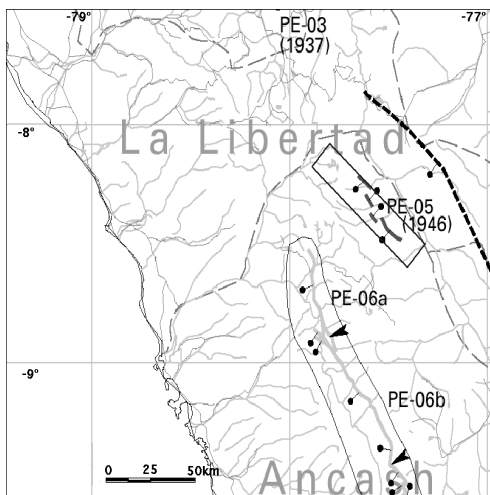 -79°
-77°
PE-03
(1937)
-8°
La Libertad
PE-05
(1946)
PE-06a
-9°
PE-06b
0 25 50km
Ancash